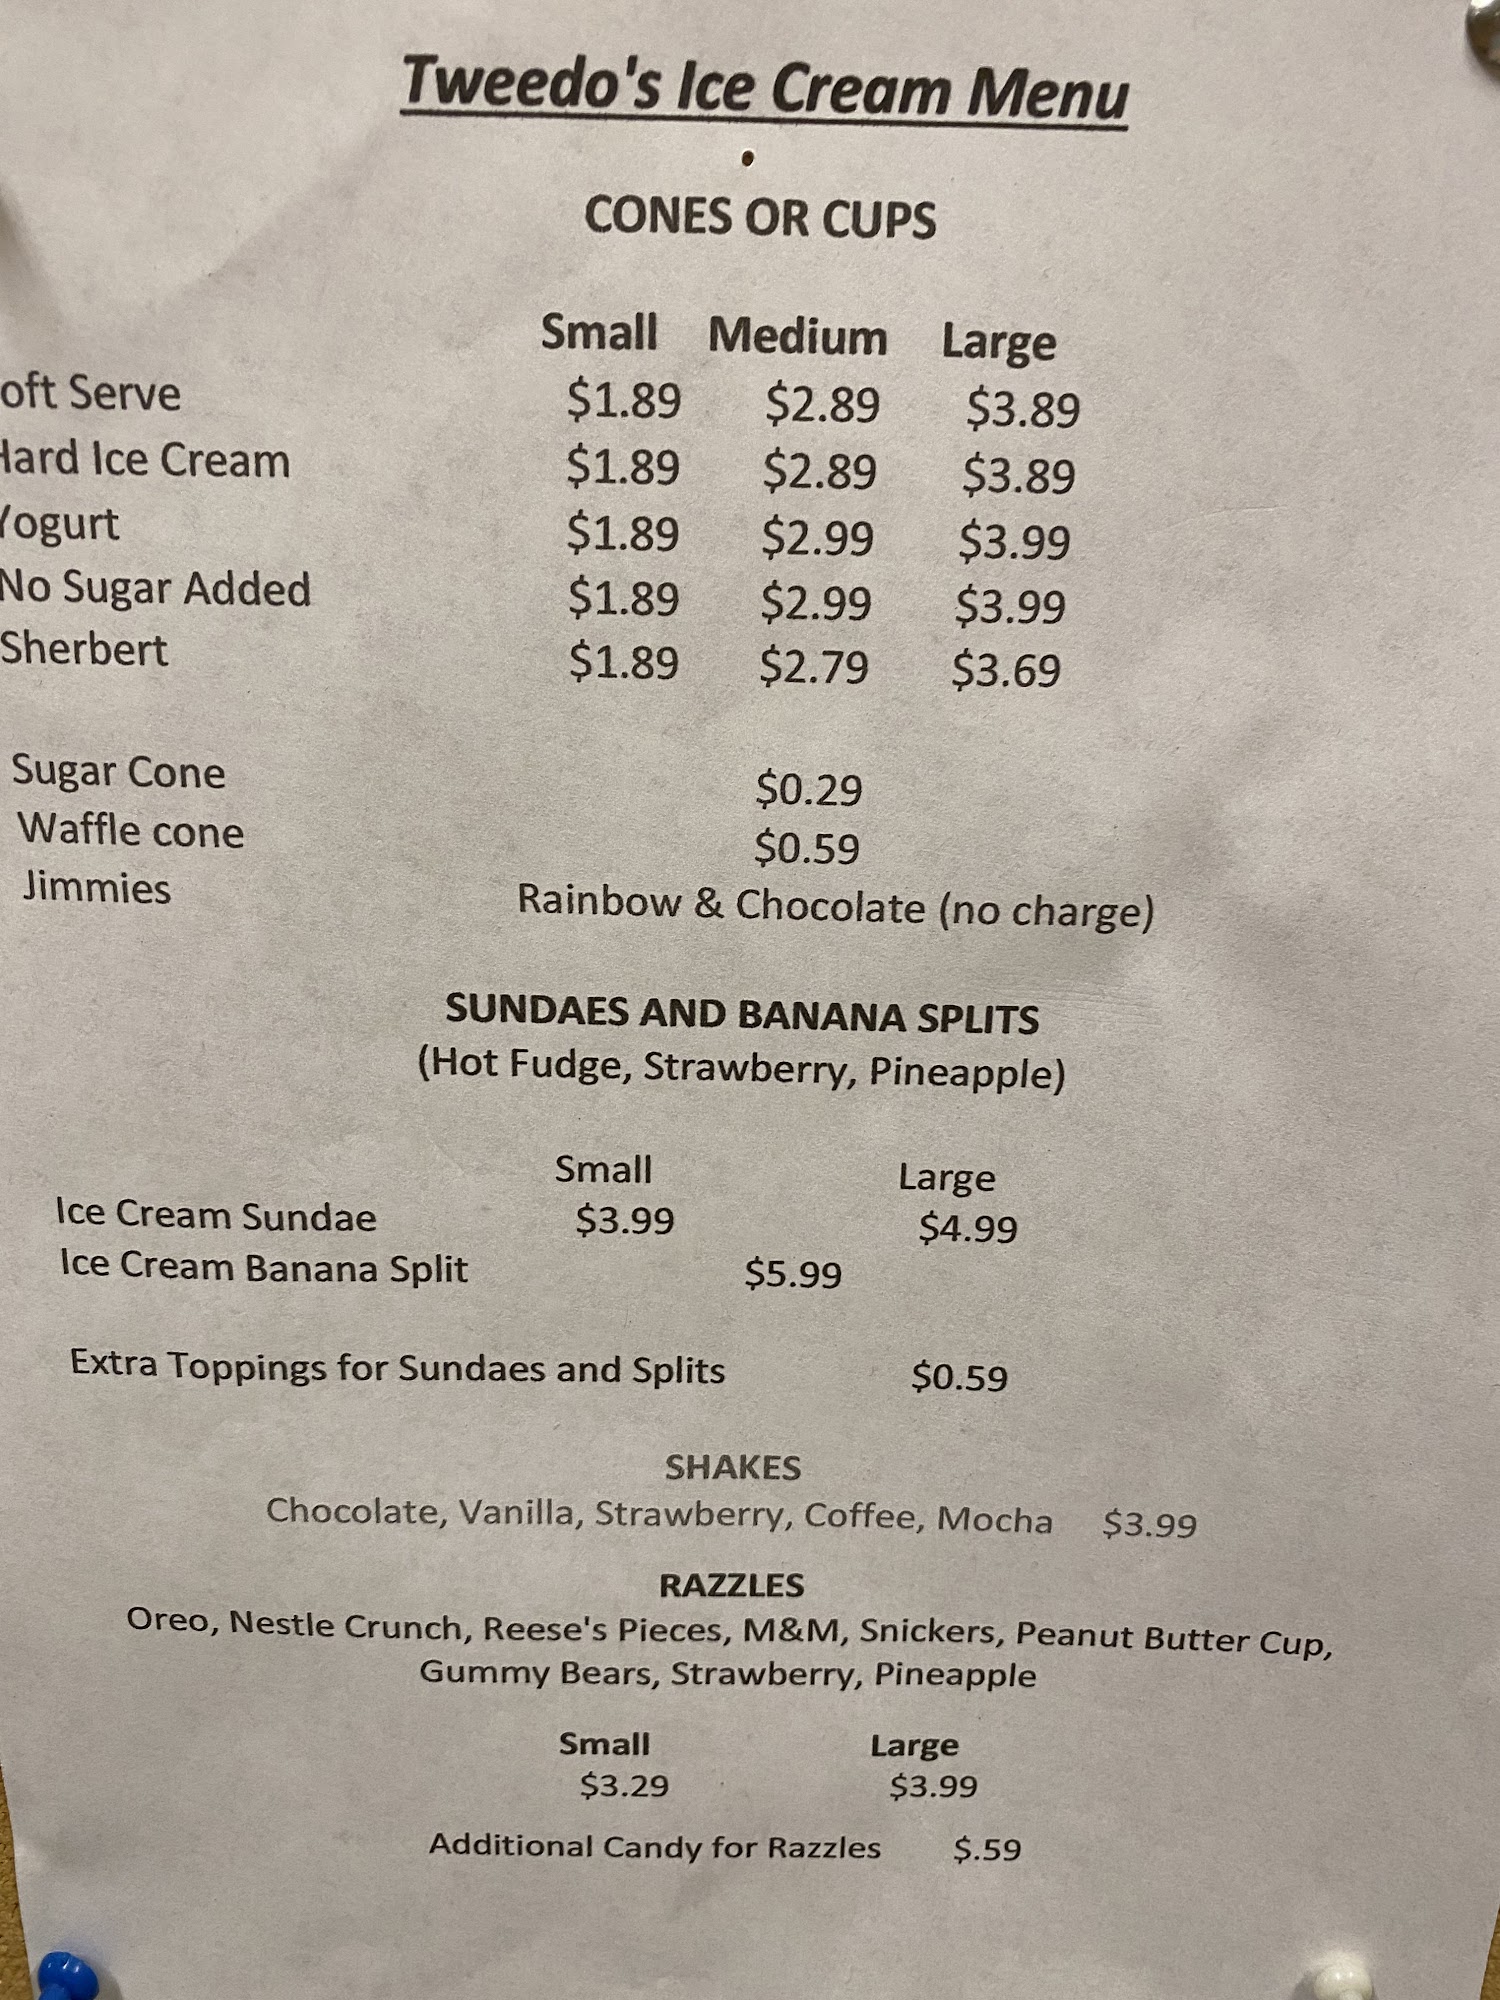 Tweedo's Ice Cream Menu
CONES OR CUPS
Small Medium Large
oft Serve $1.89 $2.89 $3.89
Hard Ice Cream $1.89 $2.89 $3.89
Yogurt $1.89 $2.99 $3.99
No Sugar Added $1.89 $2.99 $3.99
Sherbert $1.89 $2.79 $3.69
Sugar Cone $0.29
Waffle cone $0.59
Jimmies Rainbow & Chocolate (no charge)
SUNDAES AND BANANA SPLITS
(Hot Fudge, Strawberry, Pineapple)
Small Large
Ice Cream Sundae $3.99 $4.99
Ice Cream Banana Split $5.99
Extra Toppings for Sundaes and Splits $0.59
SHAKES
Chocolate, Vanilla, Strawberry, Coffee, Mocha $3.99
RAZZLES
Oreo, Nestle Crunch, Reese's Pieces, M&M, Snickers, Peanut Butter Cup,
Gummy Bears, Strawberry, Pineapple
Small Large
$3.29 $3.99
Additional Candy for Razzles $.59